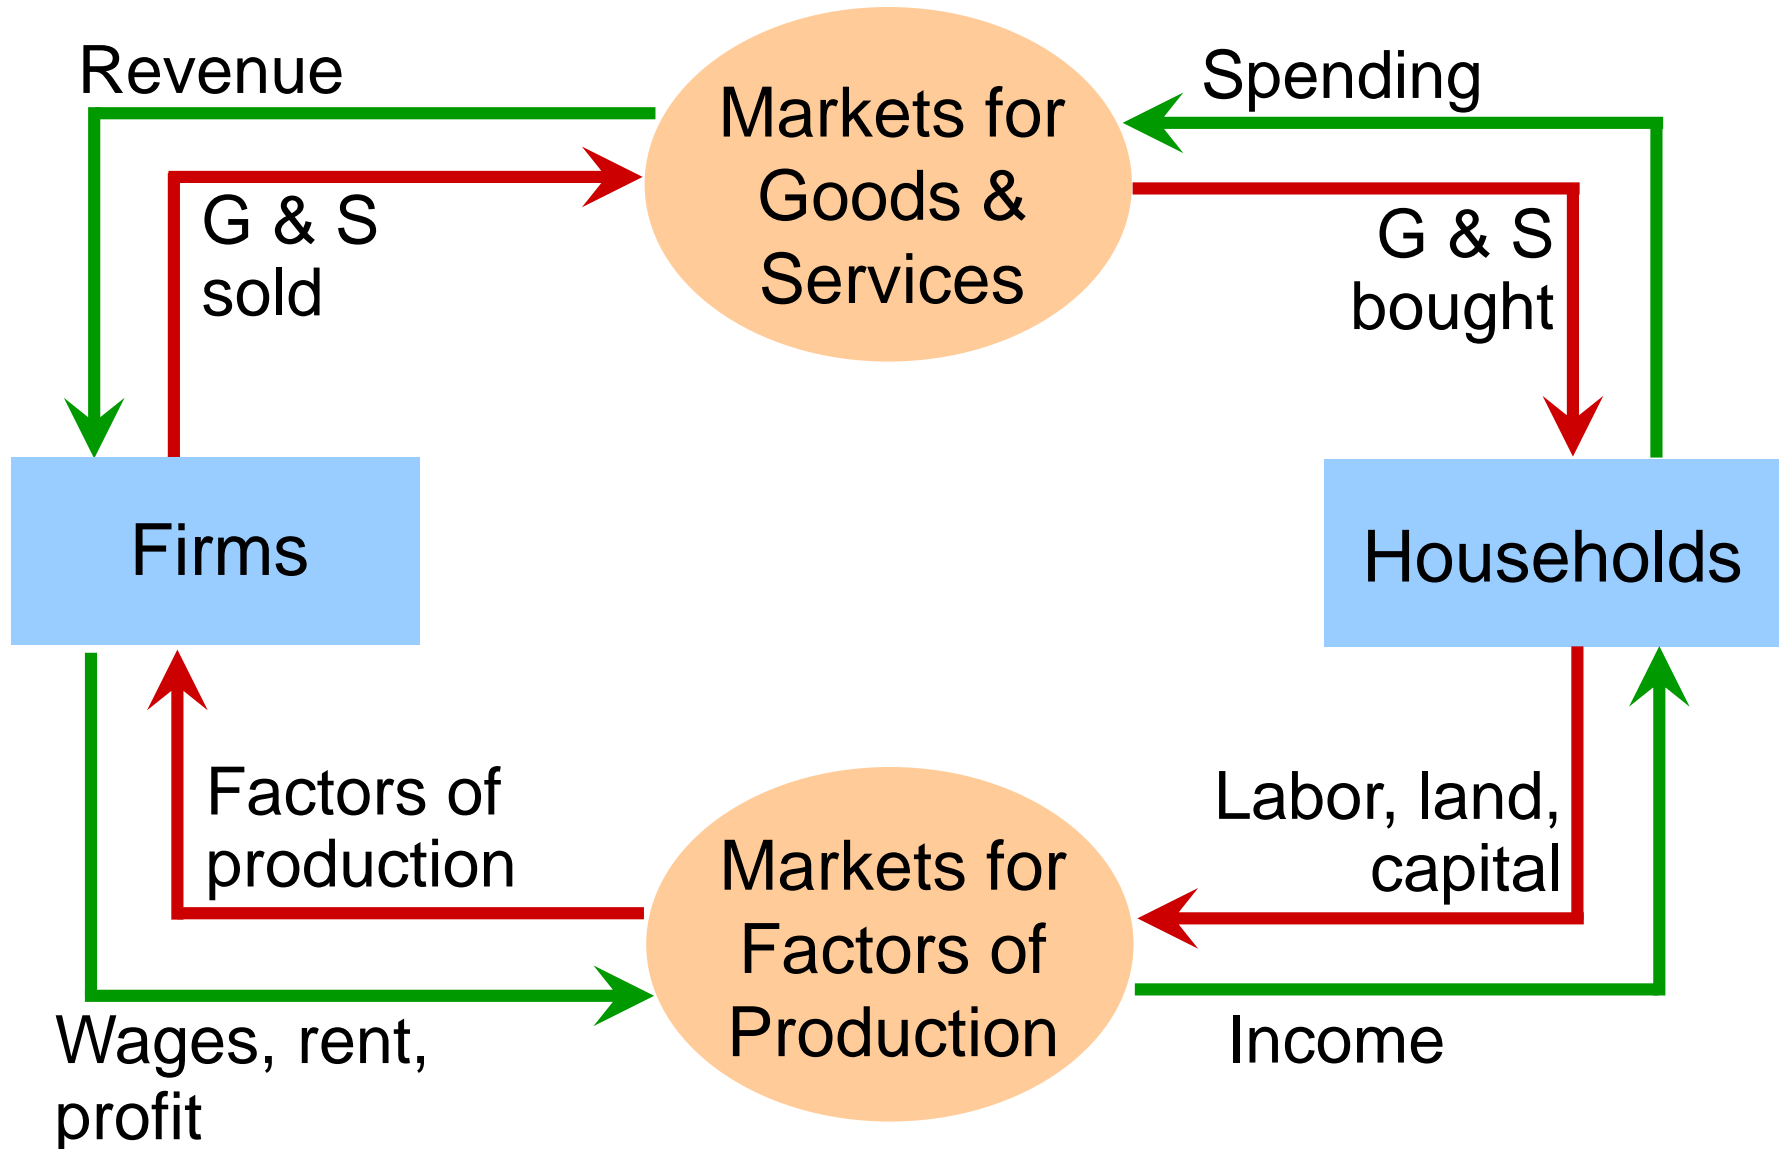 Revenue
Spending
Markets for
Goods &
Services
G & S
sold
G & S
bought
Firms
Households
Factors of
production
Labor, land,
capital
Markets for
Factors of
Production
Wages, rent,
profit
Income